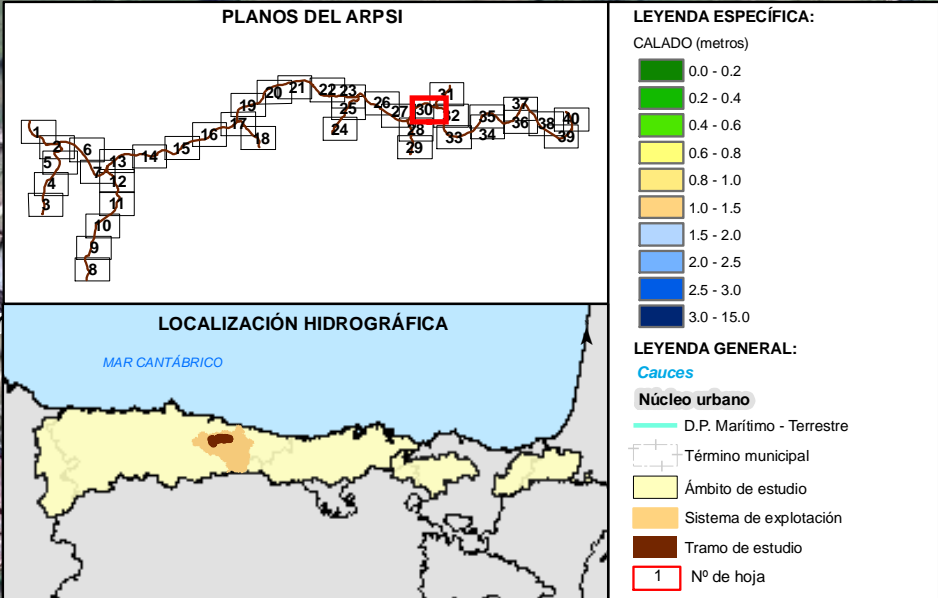 PLANOS DEL ARPSI
1
2
3
4
5
6
7
8
9
10
11
12
13
14
15
16
17
18
19
20
21
22
23
24
25
26
27
28
29
30
31
32
33
34
35
36
37
38
39
40
LOCALIZACIÓN HIDROGRÁFICA
MAR CANTÁBRICO
LEYENDA ESPECÍFICA:
CALADO (metros)
0.0 - 0.2
0.2 - 0.4
0.4 - 0.6
0.6 - 0.8
0.8 - 1.0
1.0 - 1.5
1.5 - 2.0
2.0 - 2.5
2.5 - 3.0
3.0 - 15.0
LEYENDA GENERAL:
Cauces
Núcleo urbano
D.P. Marítimo - Terrestre
Término municipal
Ámbito de estudio
Sistema de explotación
Tramo de estudio
1 Nº de hoja